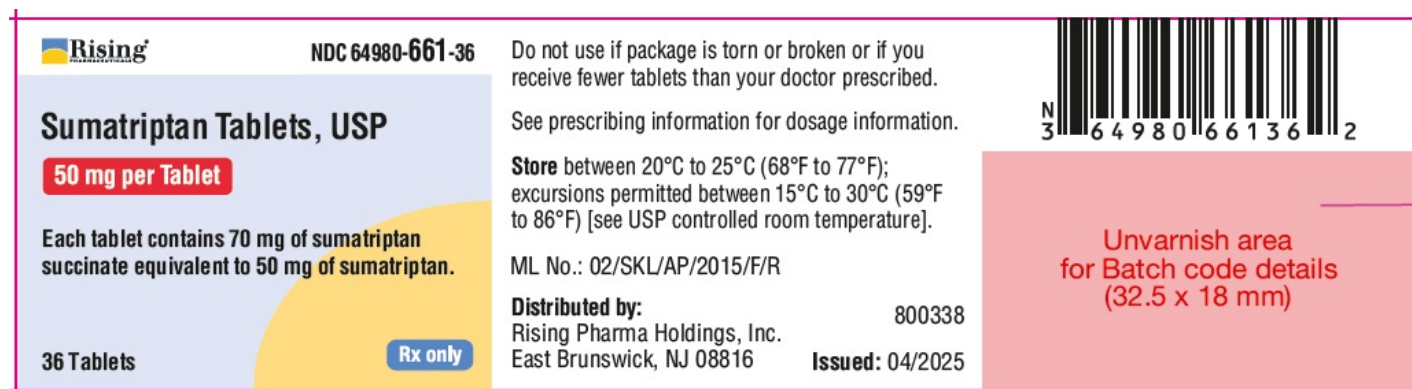 Rising®
PHARMACEUTICALS
NDC 64980-661-36
Sumatriptan Tablets, USP
50 mg per Tablet
Each tablet contains 70 mg of sumatriptan
succinate equivalent to 50 mg of sumatriptan.
36 Tablets
Rx only
Do not use if package is torn or broken or if you
receive fewer tablets than your doctor prescribed.
See prescribing information for dosage information.
Store between 20°C to 25°C (68°F to 77°F);
excursions permitted between 15°C to 30°C (59°F
to 86°F) [see USP controlled room temperature].
ML No.: 02/SKL/AP/2015/F/R
Distributed by:
Rising Pharma Holdings, Inc.
East Brunswick, NJ 08816
800338
Issued: 04/2025
N
3 64980 66136 2
Unvarnish area
for Batch code details
(32.5 x 18 mm)